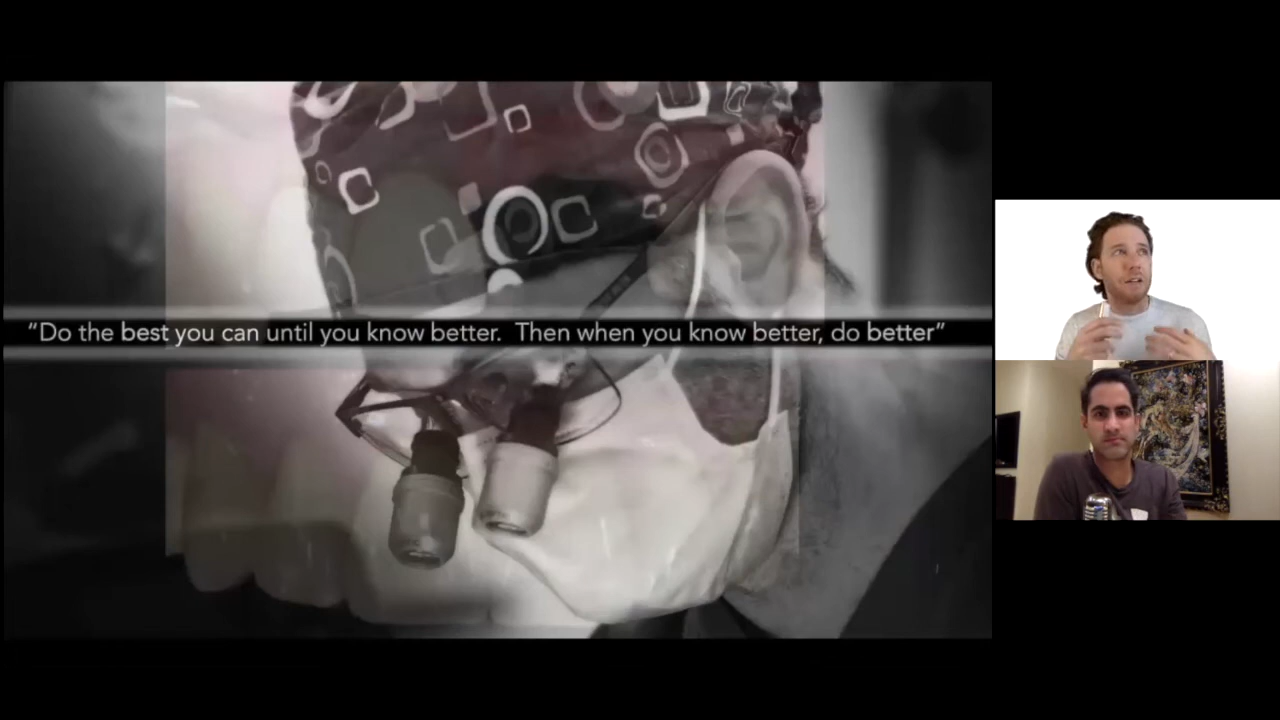 “Do the best you can until you know better. Then when you know better, do better”